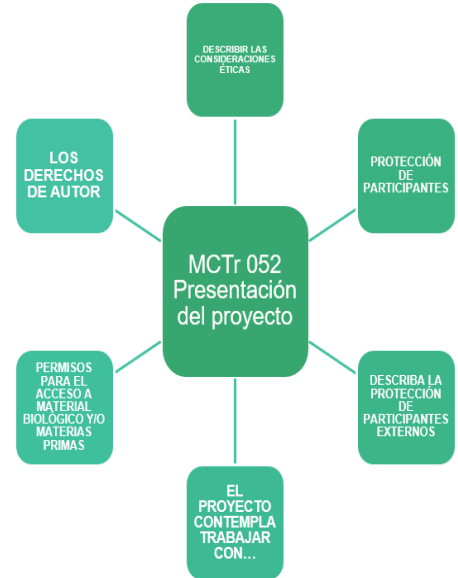 DESCRIBIR LAS
CONSIDERACIONES
ÉTICAS
LOS
DERECHOS
DE AUTOR
PROTECCIÓN
DE
PARTICIPANTES
MCTr 052
Presentación
del proyecto
PERMISOS
PARA EL
ACCESO A
MATERIAL
BIOLÓGICO Y/O
MATERIAS
PRIMAS
DESCRIBA LA
PROTECCIÓN
DE
PARTICIPANTES
EXTERNOS
EL
PROYECTO
CONTEMPLA
TRABAJAR
CON...